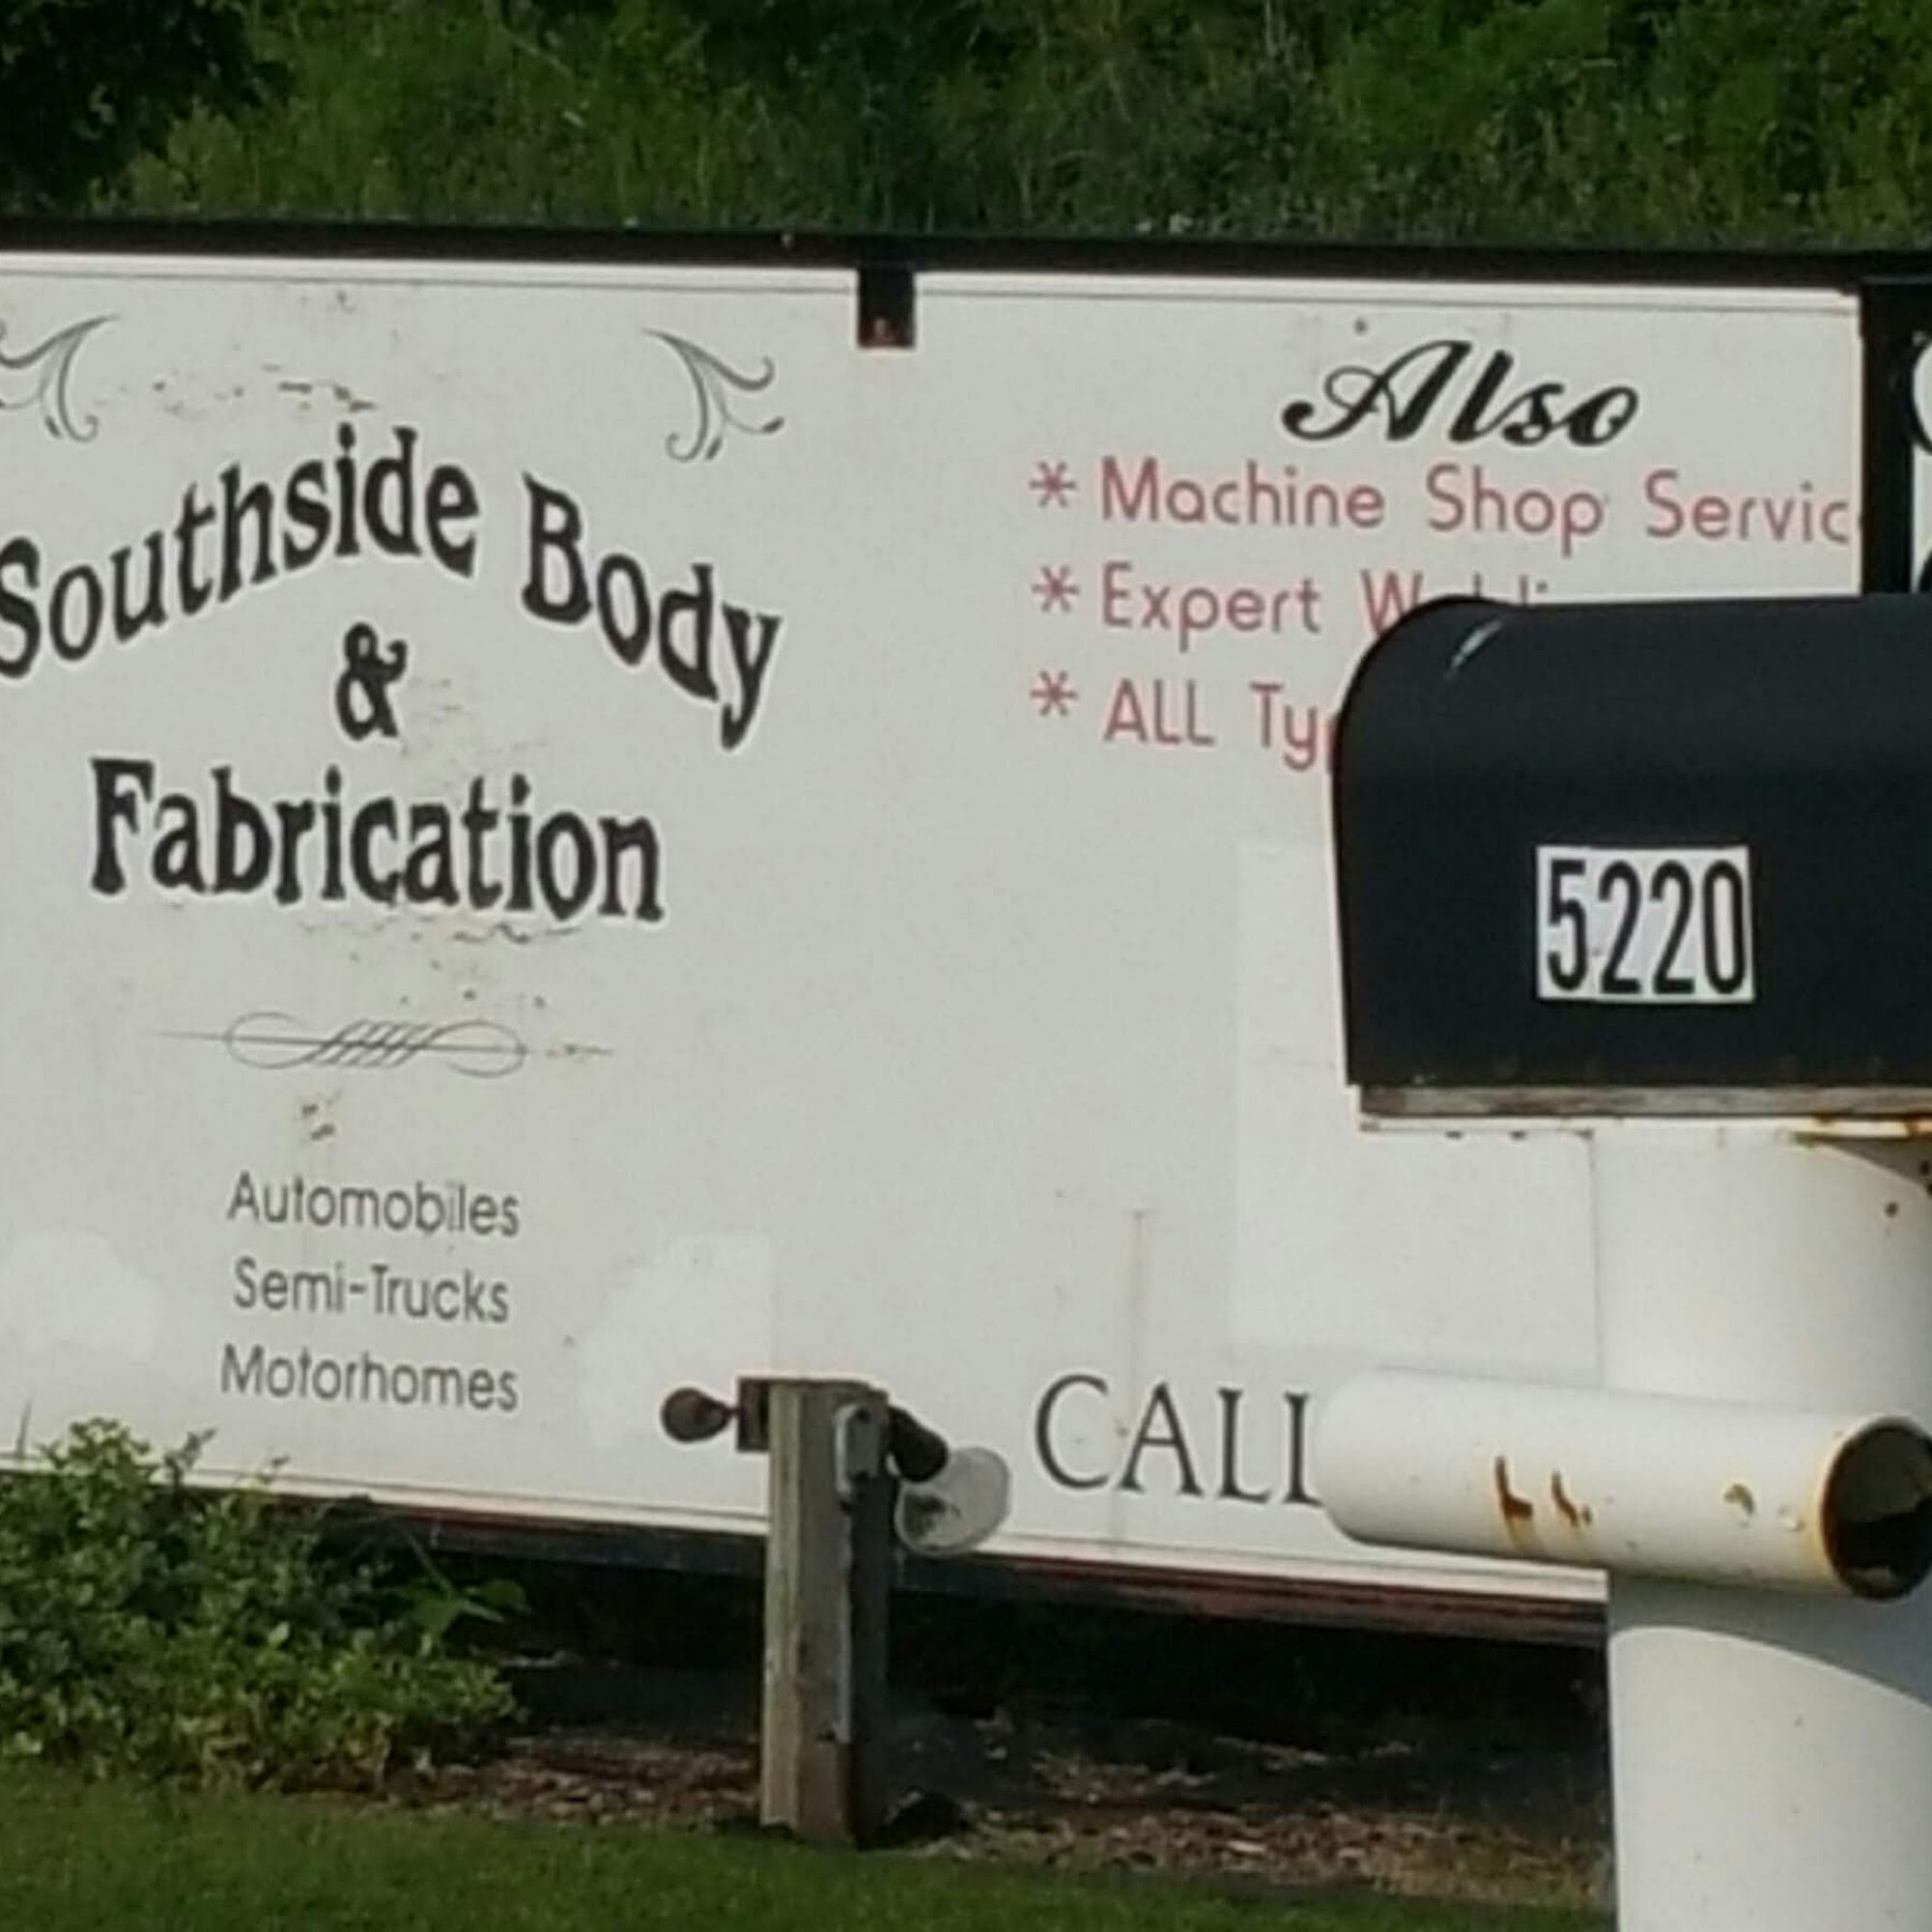 Southside Body
&
Fabrication
Automobiles
Semi-Trucks
Motorhomes
Also
* Machine Shop Servic
* Expert
* ALL
CALL
5220